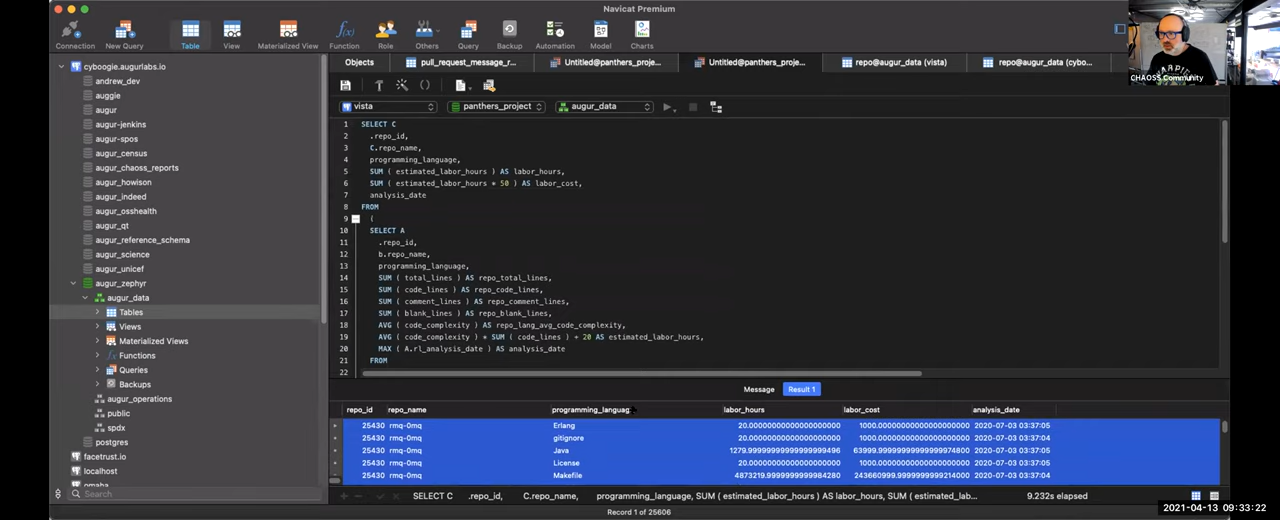 Navicat Premium
Connection New Query Table View Materialized View Function Role Others Query Backup Automation Model Charts
CHAOSS Community
Objects pull_request_message_r... Untitled@panthers_proje... Untitled@panthers_proje... repo@augur_data (vista) repo@augur_data (cybo...
vista panthers_project augur_data
cyboogie.augurlabs.io
andrew_dev
auggie
augur
augur-jenkins
augur-spos
augur_census
augur_chaoss_reports
augur_howison
augur_indeed
augur_osshealth
augur_qt
augur_reference_schema
augur_science
augur_unicef
augur_zephyr
augur_data
Tables
Views
Materialized Views
Functions
Queries
Backups
augur_operations
public
spdx
postgres
facetrust.io
localhost
omaha
Search
1 SELECT C
2 .repo_id,
3 C.repo_name,
4 programming_language,
5 SUM ( estimated_labor_hours ) AS labor_hours,
6 SUM ( estimated_labor_hours * 50 ) AS labor_cost,
7 analysis_date
8 FROM
9 (
10 SELECT A
11 .repo_id,
12 b.repo_name,
13 programming_language,
14 SUM ( total_lines ) AS repo_total_lines,
15 SUM ( code_lines ) AS repo_code_lines,
16 SUM ( comment_lines ) AS repo_comment_lines,
17 SUM ( blank_lines ) AS repo_blank_lines,
18 AVG ( code_complexity ) AS repo_lang_avg_code_complexity,
19 AVG ( code_complexity ) * SUM ( code_lines ) + 20 AS estimated_labor_hours,
20 MAX ( A.rl_analysis_date ) AS analysis_date
21 FROM
22
Message Result 1
repo_id repo_name programming_languag labor_hours labor_cost analysis_date
25430 rmq-0mq Erlang 20.0000000000000000 1000.0000000000000000 2020-07-03 03:37:05
25430 rmq-0mq gitignore 20.0000000000000000 1000.0000000000000000 2020-07-03 03:37:04
25430 rmq-0mq Java 1279.9999999999999496 63999.9999999999974800 2020-07-03 03:37:05
25430 rmq-0mq License 20.0000000000000000 1000.0000000000000000 2020-07-03 03:37:05
25430 rmq-0mq Makefile 4873219.9999999999984280 243660999.9999999999214000 2020-07-03 03:37:04
SELECT C .repo_id, C.repo_name, programming_language, SUM ( estimated_labor_hours ) AS labor_hours, SUM ( estimated_lab... 9.232s elapsed
Record 1 of 25606
2021-04-13 09:33:22